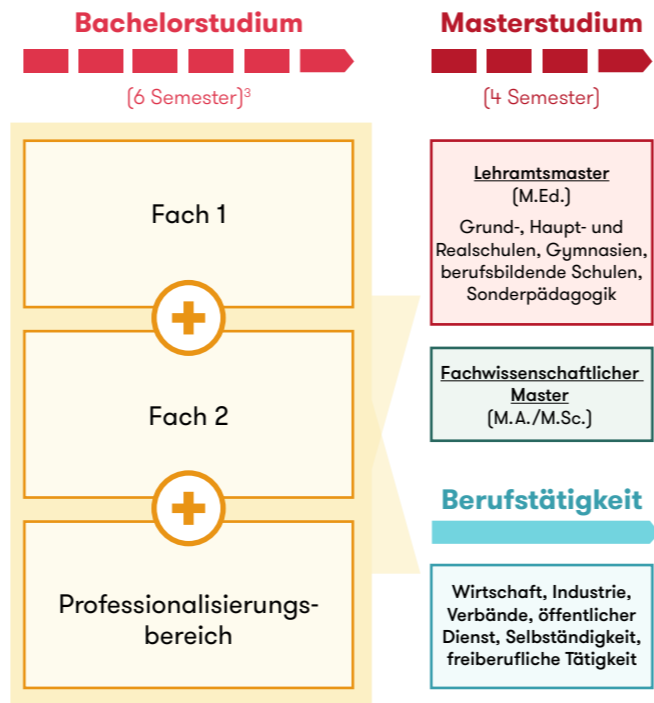 Bachelorstudium
(6 Semester)³
Fach 1
Fach 2
Professionalisierungs-
bereich
Masterstudium
(4 Semester)
Lehramtsmaster
(M.Ed.)
Grund-, Haupt- und
Realschulen, Gymnasien,
berufsbildende Schulen,
Sonderpädagogik
Fachwissenschaftlicher
Master
(M.A./M.Sc.)
Berufstätigkeit
Wirtschaft, Industrie,
Verbände, öffentlicher
Dienst, Selbständigkeit,
freiberufliche Tätigkeit